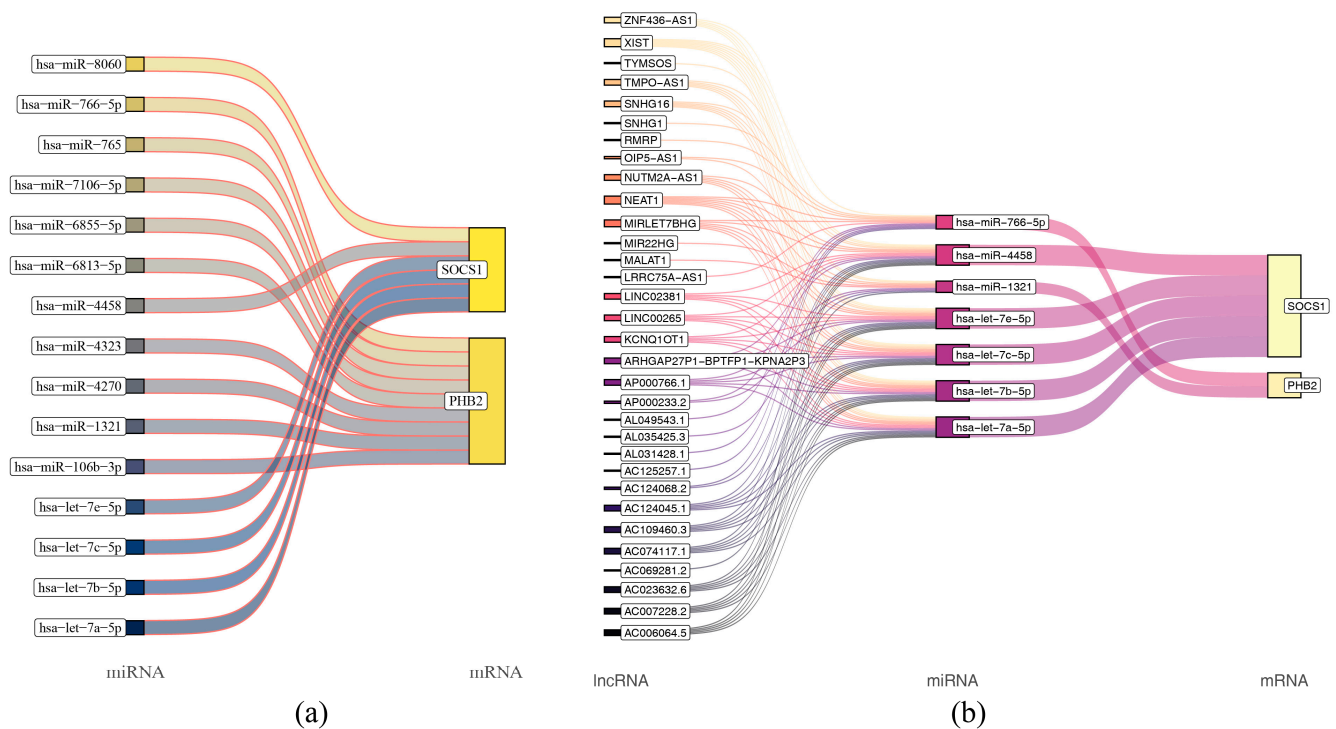 hsa−miR−8060
hsa−miR−766−5p
hsa−miR−765
hsa−miR−7106−5p
hsa−miR−6855−5p
hsa−miR−6813−5p
hsa−miR−4458
hsa−miR−4323
hsa−miR−4270
hsa−miR−1321
hsa−miR−106b−3p
hsa−let−7e−5p
hsa−let−7c−5p
hsa−let−7b−5p
hsa−let−7a−5p
SOCS1
PHB2
miRNA
mRNA
(a)
ZNF436−AS1
XIST
TYMSOS
TMPO−AS1
SNHG16
SNHG1
RMRP
OIP5−AS1
NUTM2A−AS1
NEAT1
MIRLET7BHG
MIR22HG
MALAT1
LRRC75A−AS1
LINC02381
LINC00265
KCNQ1OT1
ARHGAP27P1−BPTFP1−KPNA2P3
AP000766.1
AP000233.2
AL049543.1
AL035425.3
AL031428.1
AC125257.1
AC124068.2
AC124045.1
AC109460.3
AC074117.1
AC069281.2
AC023632.6
AC007228.2
AC006064.5
hsa−miR−766−5p
hsa−miR−4458
hsa−miR−1321
hsa−let−7e−5p
hsa−let−7c−5p
hsa−let−7b−5p
hsa−let−7a−5p
SOCS1
PHB2
lncRNA
miRNA
mRNA
(b)